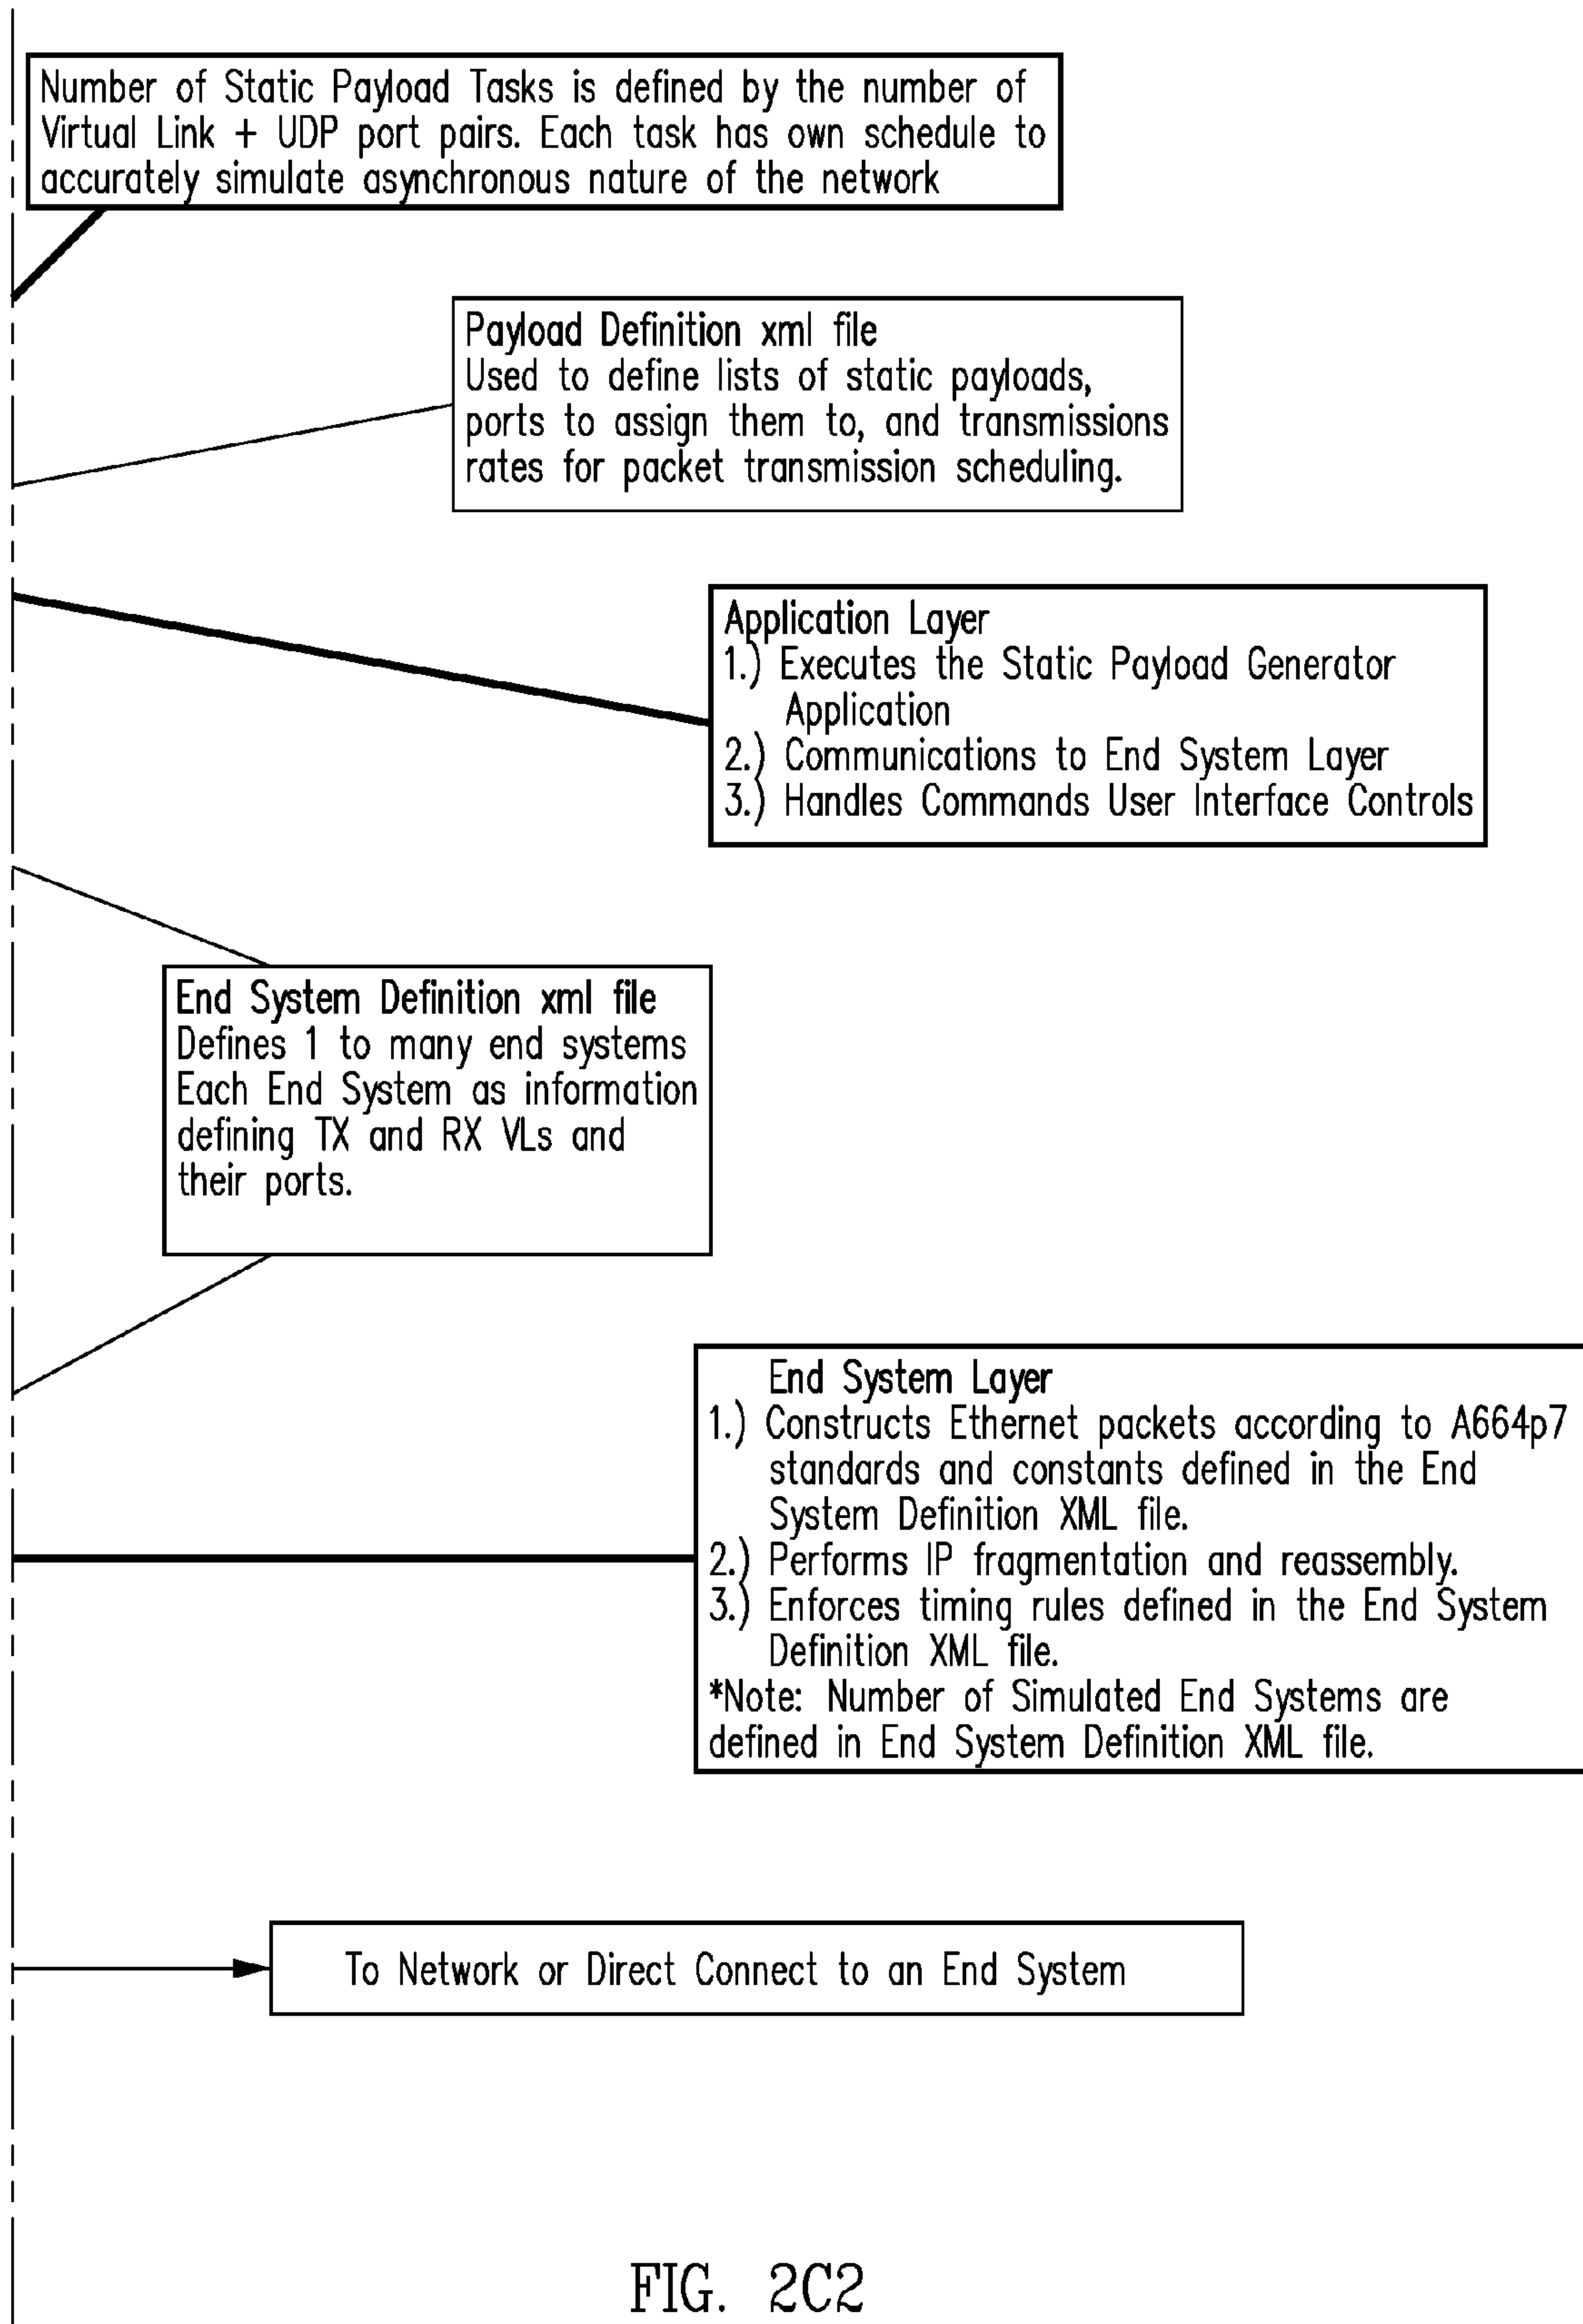 Number of Static Payload Tasks is defined by the number of
Virtual Link + UDP port pairs. Each task has own schedule to
accurately simulate asynchronous nature of the network
Payload Definition xml file
Used to define lists of static payloads,
ports to assign them to, and transmissions
rates for packet transmission scheduling.
Application Layer
1.) Executes the Static Payload Generator
Application
2.) Communications to End System Layer
3.) Handles Commands User Interface Controls
End System Definition xml file
Defines 1 to many end systems
Each End System as information
defining TX and RX VLs and
their ports.
End System Layer
1.) Constructs Ethernet packets according to A664p7
standards and constants defined in the End
System Definition XML file.
2.) Performs IP fragmentation and reassembly.
3.) Enforces timing rules defined in the End System
Definition XML file.
*Note: Number of Simulated End Systems are
defined in End System Definition XML file.
To Network or Direct Connect to an End System
FIG. 2C2